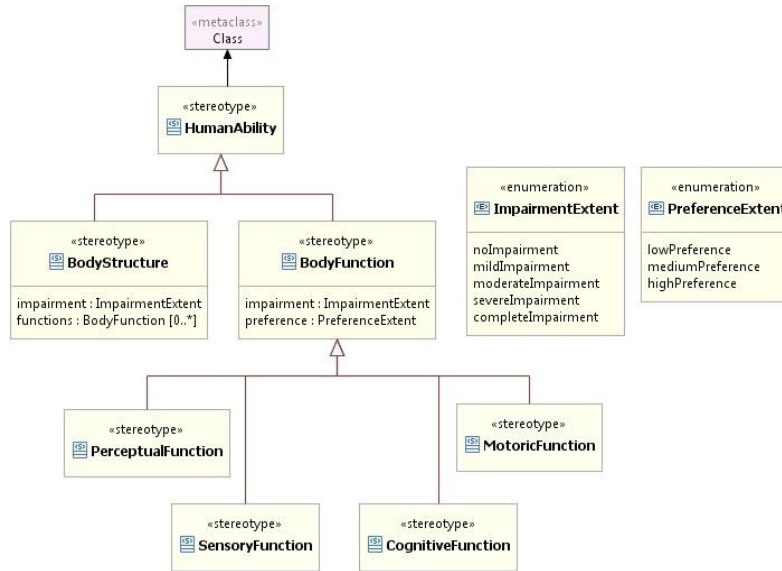 «metaclass»
Class
«stereotype»
HumanAbility
«stereotype»
BodyStructure
impairment : ImpairmentExtent
functions : BodyFunction [0..*]
«stereotype»
BodyFunction
impairment : ImpairmentExtent
preference : PreferenceExtent
«enumeration»
ImpairmentExtent
noImpairment
mildImpairment
moderateImpairment
severeImpairment
completeImpairment
«enumeration»
PreferenceExtent
lowPreference
mediumPreference
highPreference
«stereotype»
PerceptualFunction
«stereotype»
MotoricFunction
«stereotype»
SensoryFunction
«stereotype»
CognitiveFunction